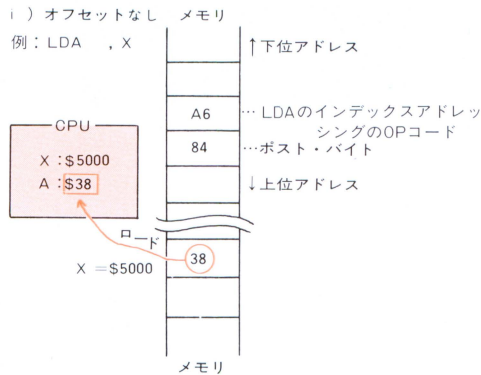 ⅰ）オフセットなし　メモリ
例：LDA　，X
↑下位アドレス
A6　…LDAのインデックスアドレッ
シングのOPコード
CPU
84　…ポスト・バイト
X：$5000
A：$38
↓上位アドレス
ロード
38
X＝$5000
メモリ